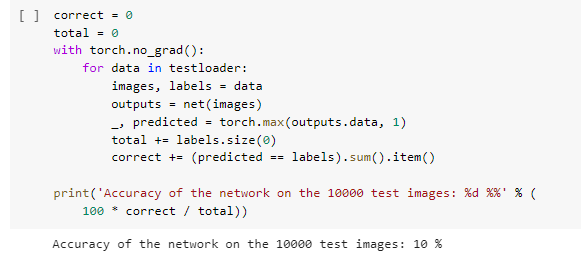 [ ] correct = 0
total = 0
with torch.no_grad():
    for data in testloader:
        images, labels = data
        outputs = net(images)
        _, predicted = torch.max(outputs.data, 1)
        total += labels.size(0)
        correct += (predicted == labels).sum().item()

print('Accuracy of the network on the 10000 test images: %d %%' % (
    100 * correct / total))

Accuracy of the network on the 10000 test images: 10 %